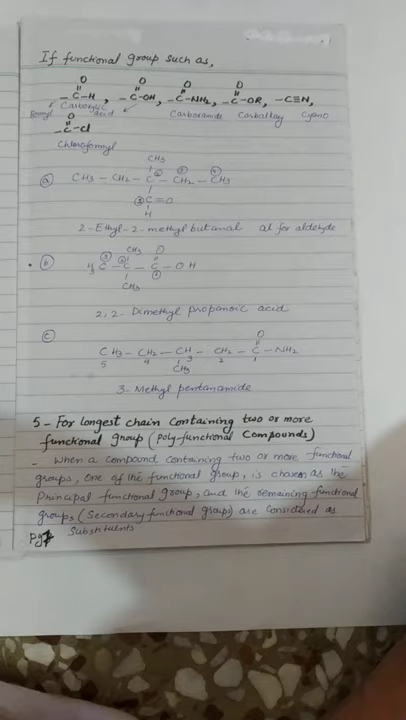 If functional group such as,
O O O O
-C-H, -C-OH, -C-NH2, -C-OR, -C≡N,
Formyl Carboxylic acid Carboxamide Carbalkoxy Cyano
O
-C-Cl
Chloroformyl
CH3
(a) CH3 - CH2 - C - CH2 - CH3
C=O
H
2-Ethyl-2-methyl butanal al for aldehyde
CH3 O
(b) H3C - C - C - OH
CH3
2,2-Dimethyl propanoic acid
(c) O
CH3 - CH2 - CH - CH2 - C - NH2
5 4 3 2 1
CH3
3-Methyl pentanamide
5 - For longest chain containing two or more
functional group (poly-functional Compounds)
- When a compound containing two or more functional
groups, one of the functional group, is chosen as the
Principal functional group, and the remaining functional
groups (Secondary functional groups) are Considered as
Substituents
Pg